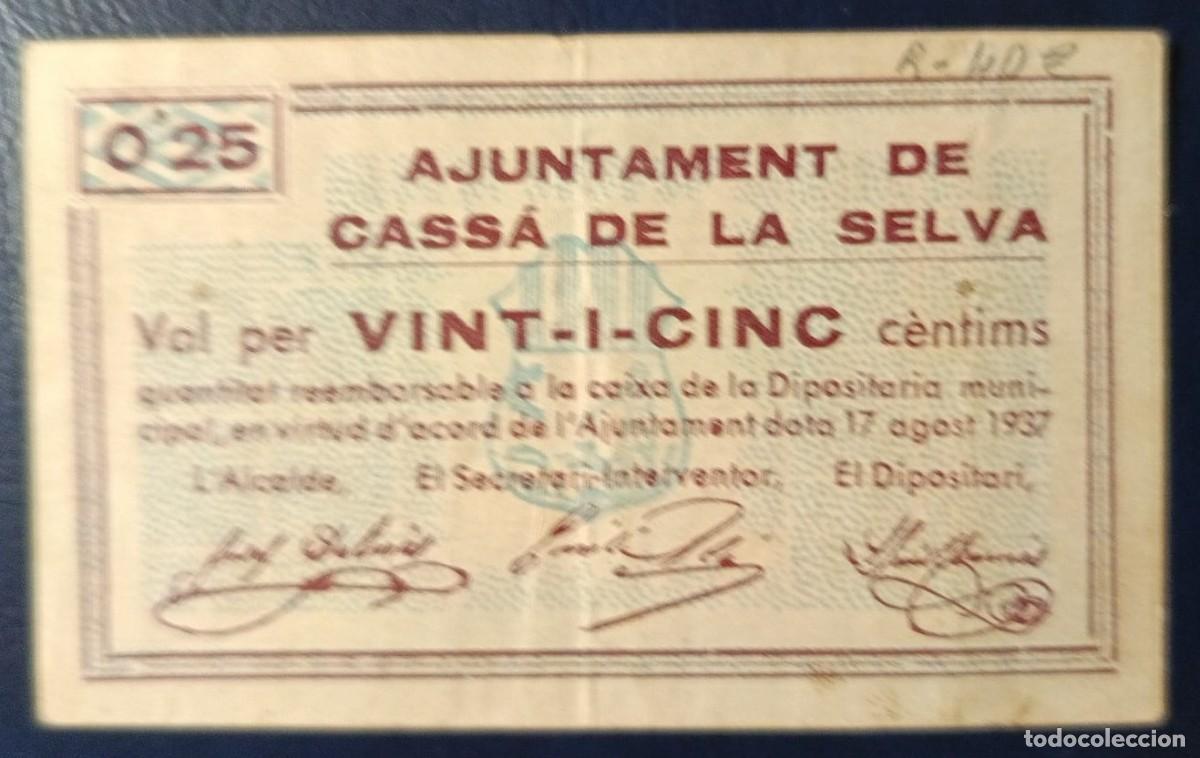 R-40€
0'25
AJUNTAMENT DE
CASSÁ DE LA SELVA
Val per VINT-I-CINC cèntims
quantitat reemborsable a la caixa de la Dipositaria muni-
cipal, en virtud d'acord de l'Ajuntament data 17 agost 1937
L'Alcalde, El Secretari-Interventor, El Dipositari,
todocoleccion